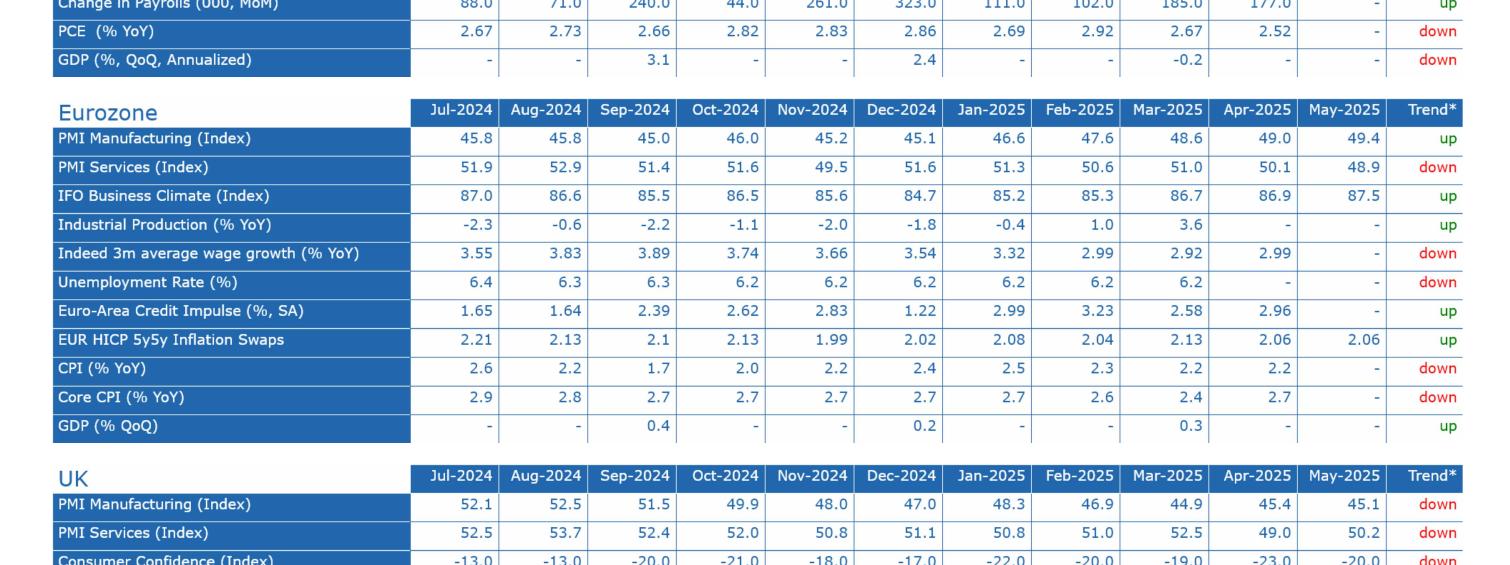 Change in Payrolls (000, MoM) 88.0 71.0 240.0 44.0 261.0 323.0 111.0 102.0 185.0 177.0 - up
PCE (% YoY) 2.67 2.73 2.66 2.82 2.83 2.86 2.69 2.92 2.67 2.52 - down
GDP (%, QoQ, Annualized) - - 3.1 - - 2.4 - - -0.2 - - down
Eurozone Jul-2024 Aug-2024 Sep-2024 Oct-2024 Nov-2024 Dec-2024 Jan-2025 Feb-2025 Mar-2025 Apr-2025 May-2025 Trend*
PMI Manufacturing (Index) 45.8 45.8 45.0 46.0 45.2 45.1 46.6 47.6 48.6 49.0 49.4 up
PMI Services (Index) 51.9 52.9 51.4 51.6 49.5 51.6 51.3 50.6 51.0 50.1 48.9 down
IFO Business Climate (Index) 87.0 86.6 85.5 86.5 85.6 84.7 85.2 85.3 86.7 86.9 87.5 up
Industrial Production (% YoY) -2.3 -0.6 -2.2 -1.1 -2.0 -1.8 -0.4 1.0 3.6 - - up
Indeed 3m average wage growth (% YoY) 3.55 3.83 3.89 3.74 3.66 3.54 3.32 2.99 2.92 2.99 - down
Unemployment Rate (%) 6.4 6.3 6.3 6.2 6.2 6.2 6.2 6.2 6.2 - - down
Euro-Area Credit Impulse (%, SA) 1.65 1.64 2.39 2.62 2.83 1.22 2.99 3.23 2.58 2.96 - up
EUR HICP 5y5y Inflation Swaps 2.21 2.13 2.1 2.13 1.99 2.02 2.08 2.04 2.13 2.06 2.06 up
CPI (% YoY) 2.6 2.2 1.7 2.0 2.2 2.4 2.5 2.3 2.2 2.2 - down
Core CPI (% YoY) 2.9 2.8 2.7 2.7 2.7 2.7 2.7 2.6 2.4 2.7 - down
GDP (% QoQ) - - 0.4 - - 0.2 - - 0.3 - - up
UK Jul-2024 Aug-2024 Sep-2024 Oct-2024 Nov-2024 Dec-2024 Jan-2025 Feb-2025 Mar-2025 Apr-2025 May-2025 Trend*
PMI Manufacturing (Index) 52.1 52.5 51.5 49.9 48.0 47.0 48.3 46.9 44.9 45.4 45.1 down
PMI Services (Index) 52.5 53.7 52.4 52.0 50.8 51.1 50.8 51.0 52.5 49.0 50.2 down
Consumer Confidence (Index) -13.0 -13.0 -20.0 -21.0 -18.0 -17.0 -22.0 -20.0 -19.0 -23.0 -20.0 down